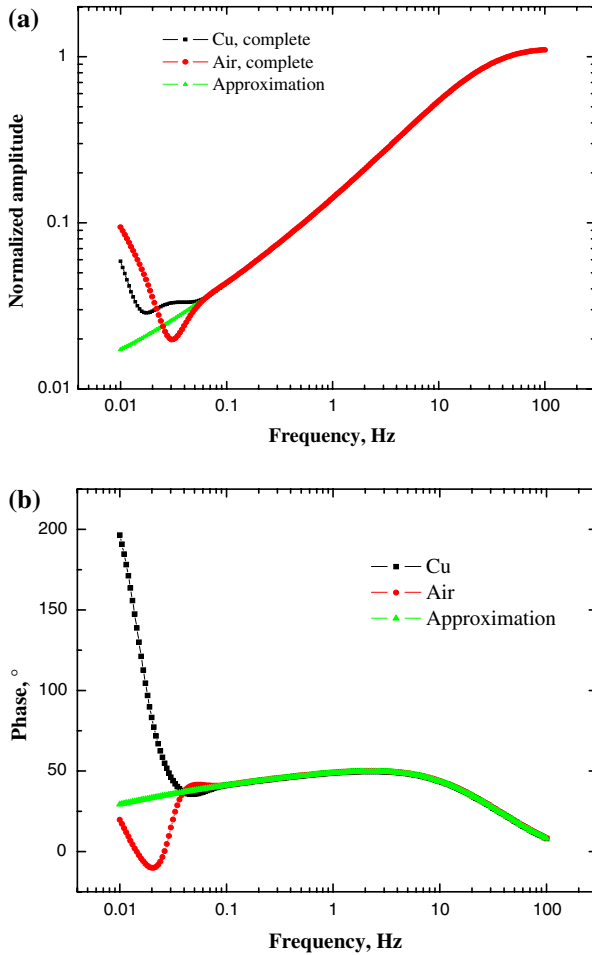 (a)
Cu, complete
Air, complete
Approximation
Normalized amplitude
1
0.1
0.01
0.01 0.1 1 10 100
Frequency, Hz
(b)
Cu
Air
Approximation
Phase, °
200
150
100
50
0
0.01 0.1 1 10 100
Frequency, Hz